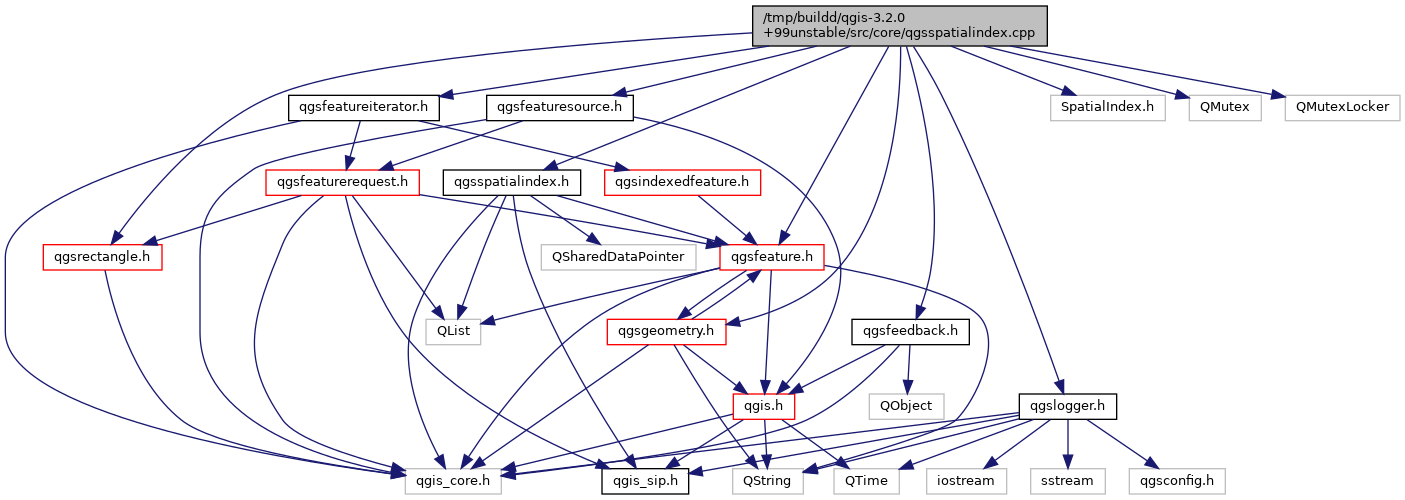 /tmp/buildd/qgis-3.2.0
+99unstable/src/core/qgsspatialindex.cpp
qgsfeatureiterator.h
qgsfeaturesource.h
SpatialIndex.h
QMutex
QMutexLocker
qgsfeaturerequest.h
qgsspatialindex.h
qgsindexedfeature.h
qgsrectangle.h
QSharedDataPointer
qgsfeature.h
QList
qgsgeometry.h
qgsfeedback.h
qgis.h
QObject
qgslogger.h
qgis_core.h
qgis_sip.h
QString
QTime
iostream
sstream
qgsconfig.h